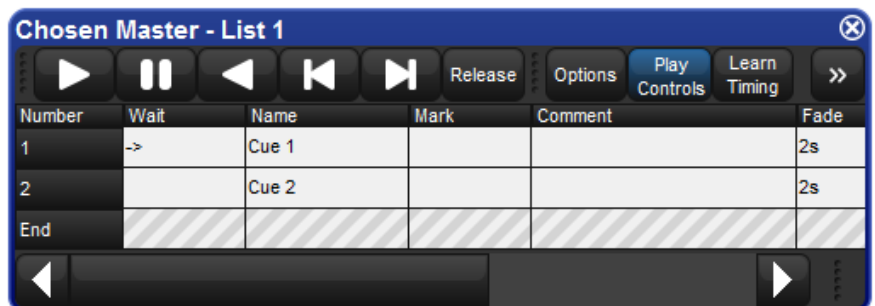 Chosen Master - List 1
Release Options Play Controls Learn Timing »
Number Wait Name Mark Comment Fade
1 -> Cue 1 2s
2 Cue 2 2s
End